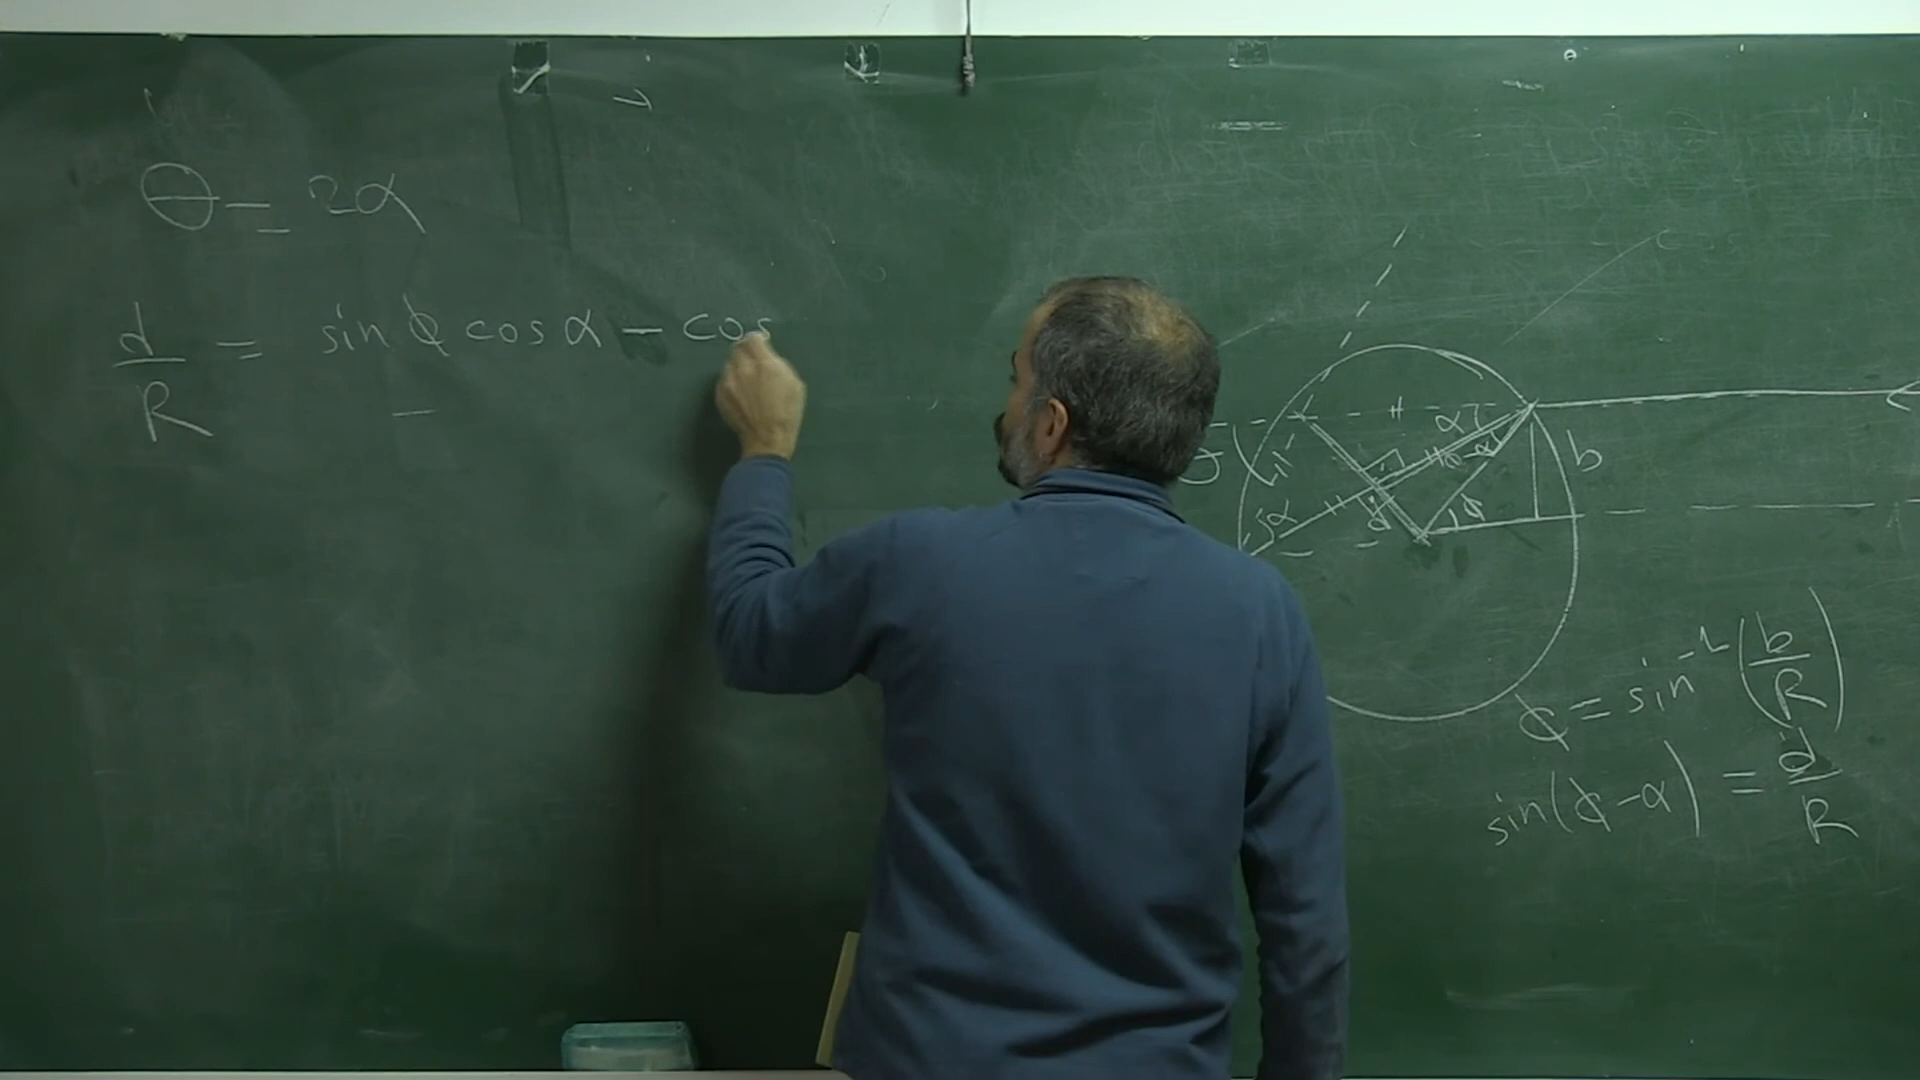 θ = 2α
d/R = sin ϕ cos α − cos
α
b
ϕ-α
α
d
ϕ
ϕ = sin⁻¹(b/R)
sin(ϕ-α) = d/R